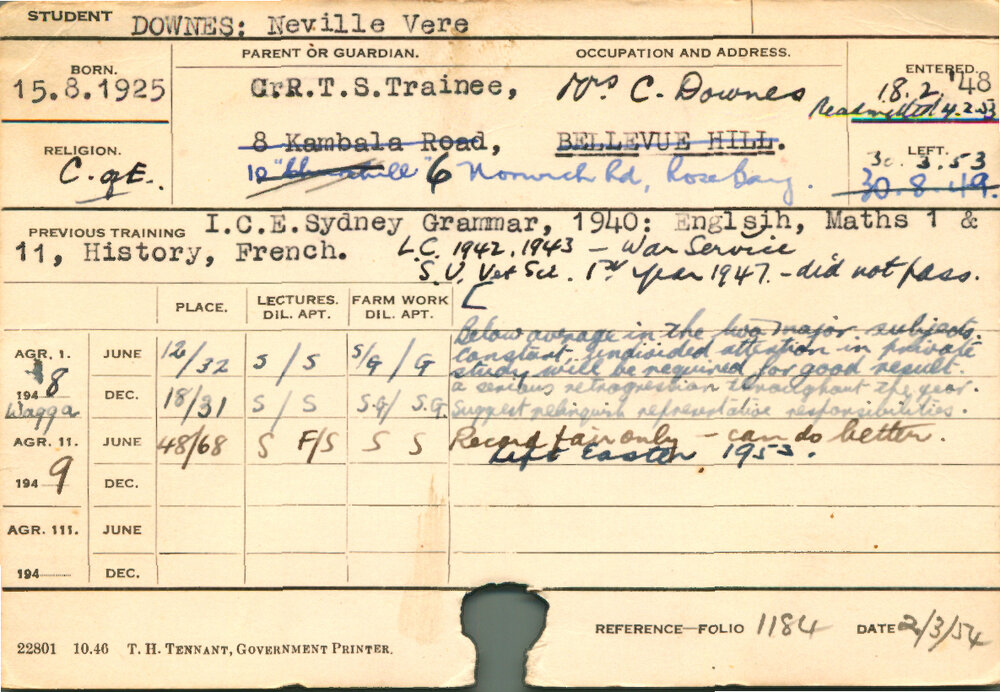 STUDENT DOWNES: Neville Vere
BORN. PARENT OR GUARDIAN. OCCUPATION AND ADDRESS. ENTERED.
15.8.1925 C.R.T.S.Trainee, Mrs C. Downes 18.2.'48
Readmitted 4.2.53
8 Kambala Road, BELLEVUE HILL.
RELIGION. LEFT.
C. of E. 12 6 Norwich Rd, Rose Bay. 30.3.53
30.8.49.
PREVIOUS TRAINING I.C.E.Sydney Grammar, 1940: Englsih, Maths 1 &
11, History, French. L.C. 1942, 1943 - War Service
S.U. Vet Sci. 1st Year 1947. - did not pass.
PLACE. LECTURES. FARM WORK
DIL. APT. DIL. APT.
Below average in the two major subjects,
AGR. 1. JUNE 12/32 S/S S/G/G constant, undivided attention in private
study will be required for good result.
1948 DEC. 18/31 S/S S.G/S.G a serious retrogression throughout the year.
Wagga Suggest relinquish representative responsibilities.
AGR. 11. JUNE 48/68 S F/S S S Record fair only - can do better.
Left Easter 1953.
1949 DEC.
AGR. 111. JUNE
194 DEC.
REFERENCE—FOLIO 1184 DATE 2/3/54
22801 10.46 T. H. TENNANT, GOVERNMENT PRINTER.